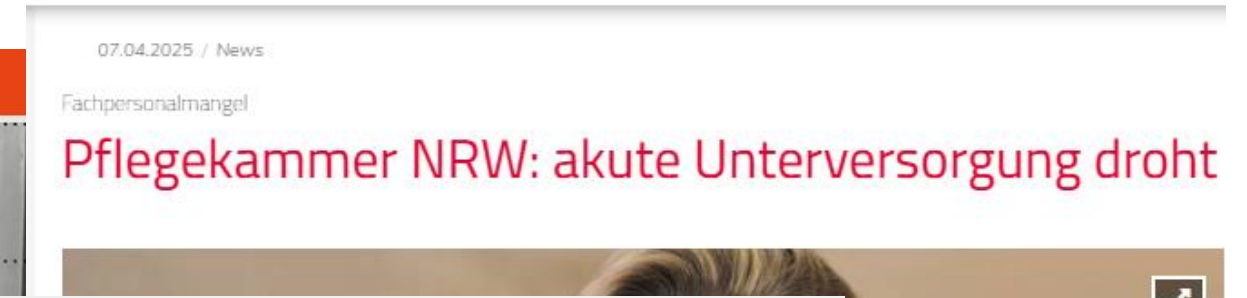 07.04.2025 / News
Fachpersonalmangel
Pflegekammer NRW: akute Unterversorgung droht